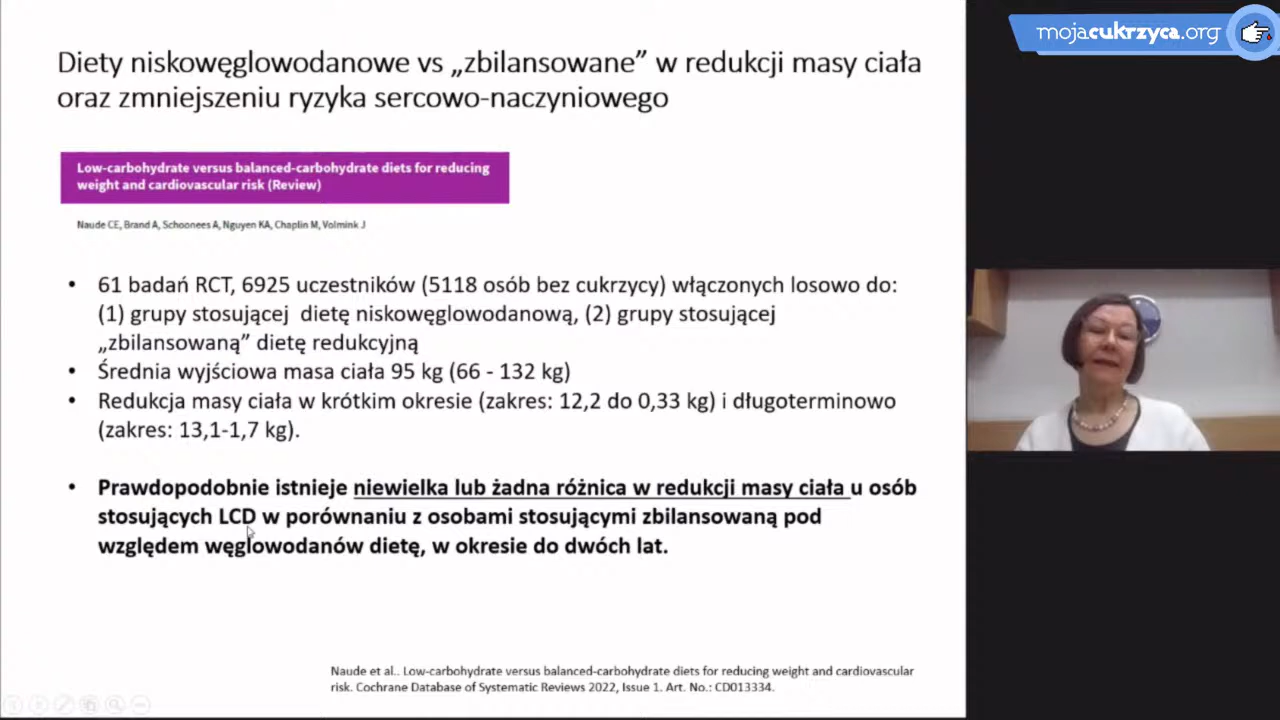 Diety niskowęglowodanowe vs „zbilansowane” w redukcji masy ciała
oraz zmniejszeniu ryzyka sercowo-naczyniowego
mojacukrzyca.org
Low-carbohydrate versus balanced-carbohydrate diets for reducing
weight and cardiovascular risk (Review)
Naude CE, Brand A, Schoonees A, Nguyen KA, Chaplin M, Volmink J
• 61 badań RCT, 6925 uczestników (5118 osób bez cukrzycy) włączonych losowo do:
(1) grupy stosującej dietę niskowęglowodanową, (2) grupy stosującej
„zbilansowaną” dietę redukcyjną
• Średnia wyjściowa masa ciała 95 kg (66 - 132 kg)
• Redukcja masy ciała w krótkim okresie (zakres: 12,2 do 0,33 kg) i długoterminowo
(zakres: 13,1-1,7 kg).
• Prawdopodobnie istnieje niewielka lub żadna różnica w redukcji masy ciała u osób
stosujących LCD w porównaniu z osobami stosującymi zbilansowaną pod
względem węglowodanów dietę, w okresie do dwóch lat.
Naude et al.. Low-carbohydrate versus balanced-carbohydrate diets for reducing weight and cardiovascular
risk. Cochrane Database of Systematic Reviews 2022, Issue 1. Art. No.: CD013334.